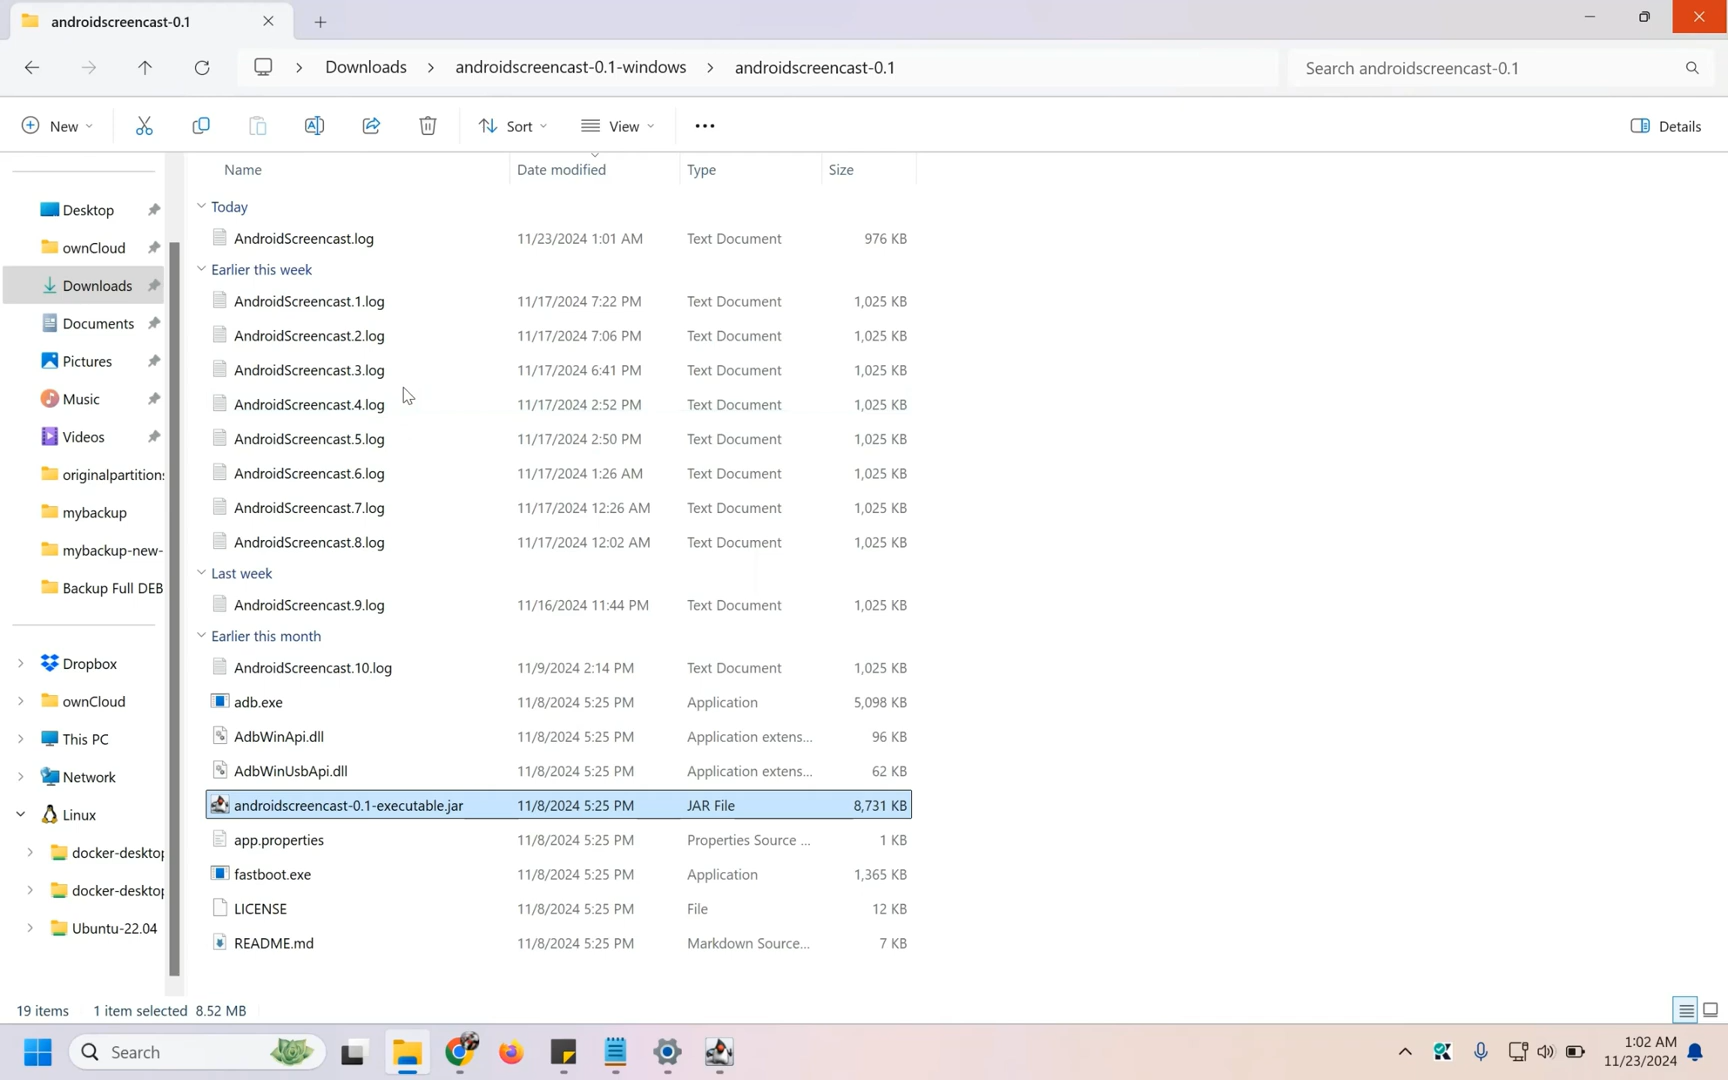 androidscreencast-0.1
Downloads androidscreencast-0.1-windows androidscreencast-0.1
Search androidscreencast-0.1
New Sort View Details
Name Date modified Type Size
Desktop
ownCloud
Downloads
Documents
Pictures
Music
Videos
originalpartitions
mybackup
mybackup-new-
Backup Full DEB
Dropbox
ownCloud
This PC
Network
Linux
docker-desktop
docker-desktop
Ubuntu-22.04
Today
AndroidScreencast.log 11/23/2024 1:01 AM Text Document 976 KB
Earlier this week
AndroidScreencast.1.log 11/17/2024 7:22 PM Text Document 1,025 KB
AndroidScreencast.2.log 11/17/2024 7:06 PM Text Document 1,025 KB
AndroidScreencast.3.log 11/17/2024 6:41 PM Text Document 1,025 KB
AndroidScreencast.4.log 11/17/2024 2:52 PM Text Document 1,025 KB
AndroidScreencast.5.log 11/17/2024 2:50 PM Text Document 1,025 KB
AndroidScreencast.6.log 11/17/2024 1:26 AM Text Document 1,025 KB
AndroidScreencast.7.log 11/17/2024 12:26 AM Text Document 1,025 KB
AndroidScreencast.8.log 11/17/2024 12:02 AM Text Document 1,025 KB
Last week
AndroidScreencast.9.log 11/16/2024 11:44 PM Text Document 1,025 KB
Earlier this month
AndroidScreencast.10.log 11/9/2024 2:14 PM Text Document 1,025 KB
adb.exe 11/8/2024 5:25 PM Application 5,098 KB
AdbWinApi.dll 11/8/2024 5:25 PM Application extens... 96 KB
AdbWinUsbApi.dll 11/8/2024 5:25 PM Application extens... 62 KB
androidscreencast-0.1-executable.jar 11/8/2024 5:25 PM JAR File 8,731 KB
app.properties 11/8/2024 5:25 PM Properties Source ... 1 KB
fastboot.exe 11/8/2024 5:25 PM Application 1,365 KB
LICENSE 11/8/2024 5:25 PM File 12 KB
README.md 11/8/2024 5:25 PM Markdown Source... 7 KB
19 items 1 item selected 8.52 MB
Search
1:02 AM
11/23/2024